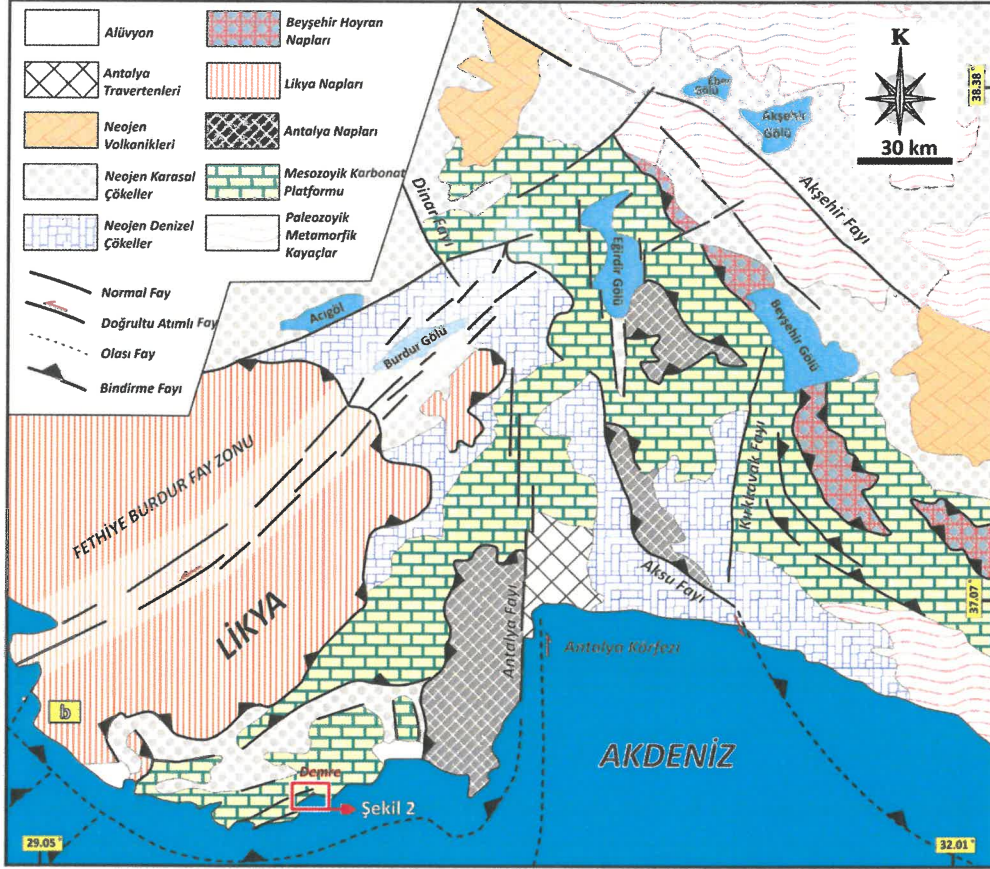 Alüvyon
Antalya
Travertenleri
Neojen
Volkanikleri
Neojen Karasal
Çökeller
Neojen Denizel
Çökeller
Beyşehir Hoyran
Napları
Likya Napları
Antalya Napları
Mesozoyik Karbonat
Platformu
Paleozoyik
Metamorfik
Kayaçlar
Normal Fay
Doğrultu Atımlı Fay
Olası Fay
Bindirme Fayı
K
30 km
38.38°
Eber
Gölü
Akşehir
Gölü
Akşehir Fayı
Dinar Fayı
Eğirdir Gölü
Beyşehir Gölü
Acıgöl
Burdur Gölü
FETHİYE BURDUR FAY ZONU
Kırkkavak Fayı
LİKYA
Antalya Fayı
Aksu Fayı
37.07°
Antalya Körfezi
b
AKDENİZ
Demre
Şekil 2
29.05°
32.01°